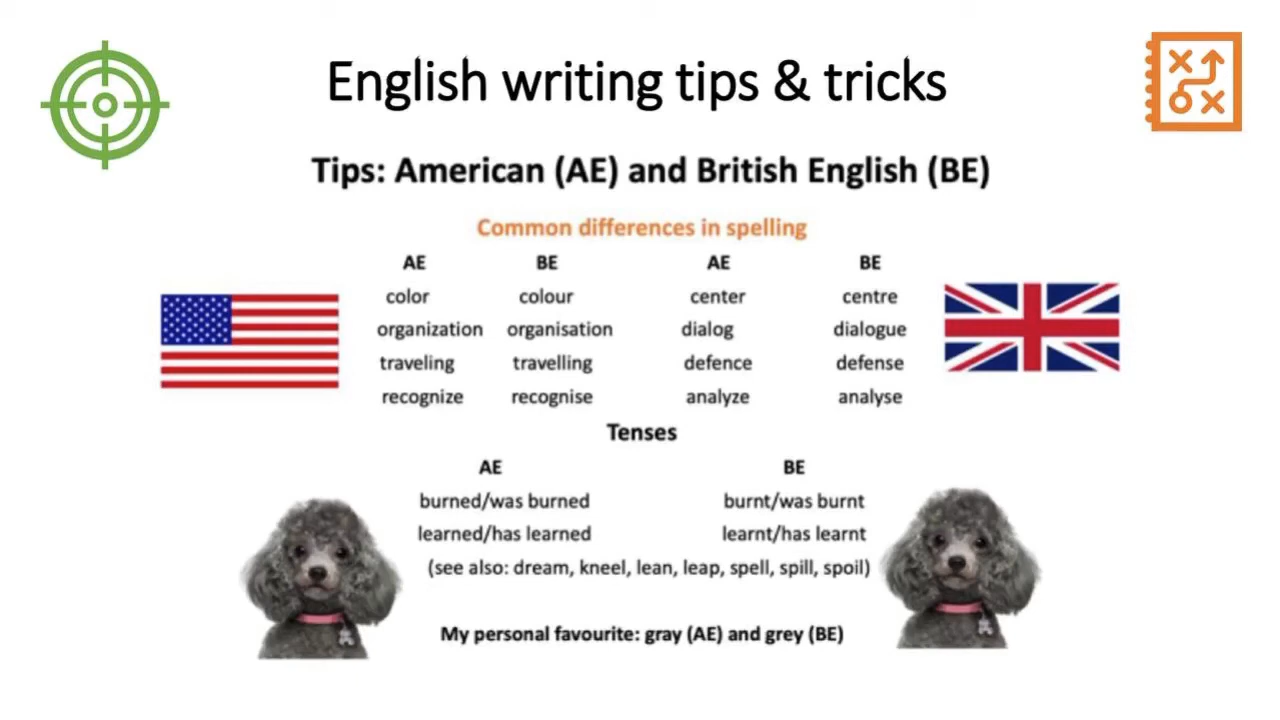 English writing tips & tricks
Tips: American (AE) and British English (BE)
Common differences in spelling
AE BE AE BE
color colour center centre
organization organisation dialog dialogue
traveling travelling defence defense
recognize recognise analyze analyse
Tenses
AE BE
burned/was burned burnt/was burnt
learned/has learned learnt/has learnt
(see also: dream, kneel, lean, leap, spell, spill, spoil)
My personal favourite: gray (AE) and grey (BE)